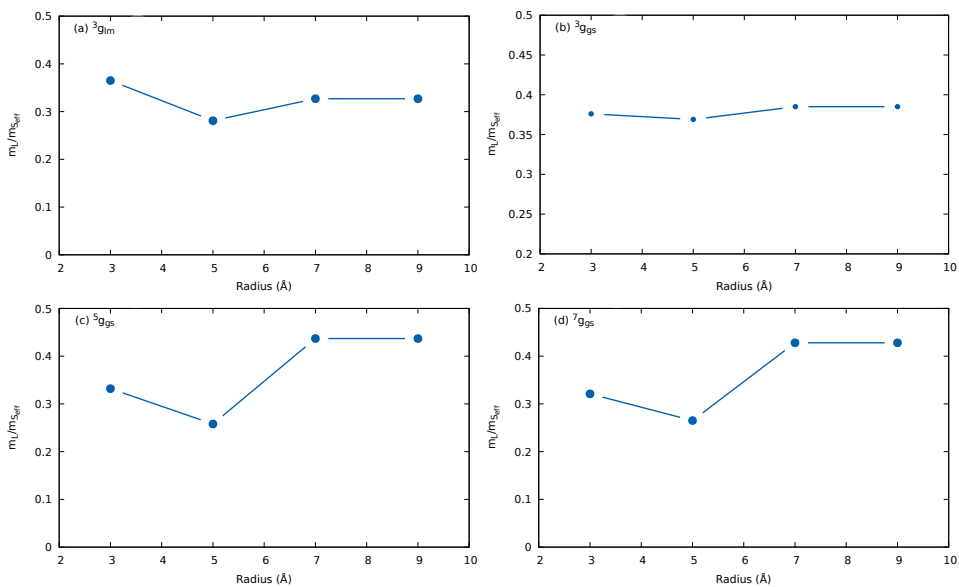 0.5
0.4
0.3
0.2
0.1
0
(a) ³g_lm
m_L/m_S_eff
2 3 4 5 6 7 8 9 10
Radius (Å)
0.5
0.45
0.4
0.35
0.3
0.25
0.2
(b) ³g_gs
m_L/m_S_eff
2 3 4 5 6 7 8 9 10
Radius (Å)
0.5
0.4
0.3
0.2
0.1
0
(c) ⁵g_gs
m_L/m_S_eff
2 3 4 5 6 7 8 9 10
Radius (Å)
0.5
0.4
0.3
0.2
0.1
0
(d) ⁷g_gs
m_L/m_S_eff
2 3 4 5 6 7 8 9 10
Radius (Å)